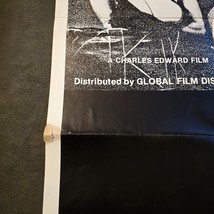 A CHARLES EDWARD FILM
Distributed by GLOBAL FILM DIS